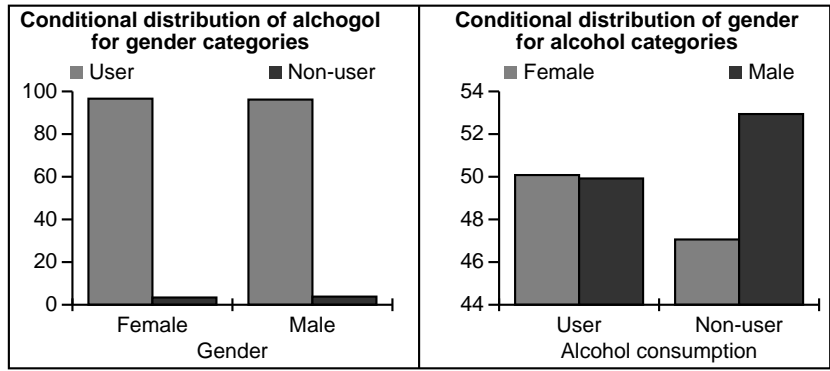 Conditional distribution of alchogol
for gender categories
User Non-user
100
80
60
40
20
0
Female Male
Gender
Conditional distribution of gender
for alcohol categories
Female Male
54
52
50
48
46
44
User Non-user
Alcohol consumption